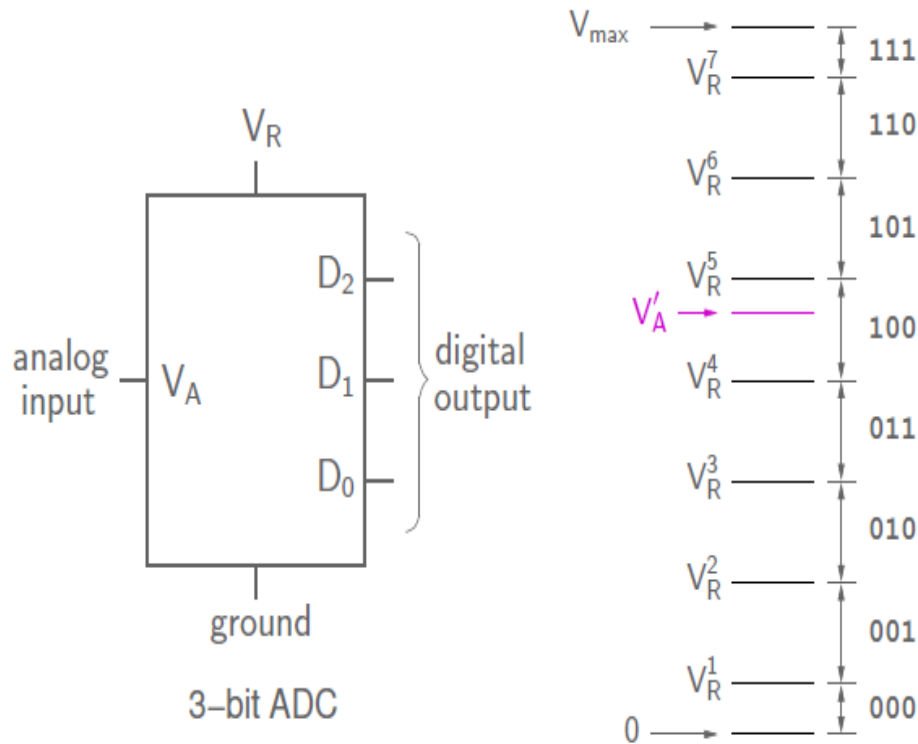 V_R
D_2
analog
input
V_A
D_1
digital
output
D_0
ground
3–bit ADC
V_max
111
V_R^7
110
V_R^6
101
V_R^5
V_A′
100
V_R^4
011
V_R^3
010
V_R^2
001
V_R^1
000
0